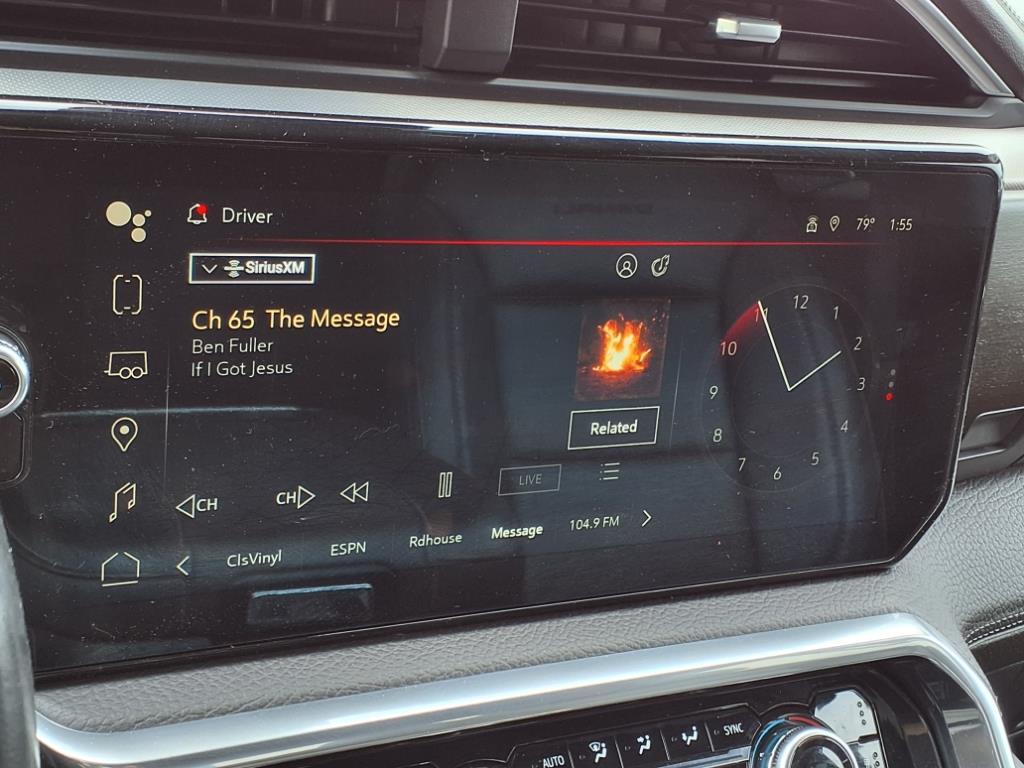 Driver
79° 1:55
SiriusXM
Ch 65 The Message
Ben Fuller
If I Got Jesus
12
1
2
3
4
5
6
7
8
9
10
11
Related
CH CH LIVE
ClsVinyl ESPN Rdhouse Message 104.9 FM
AUTO SYNC